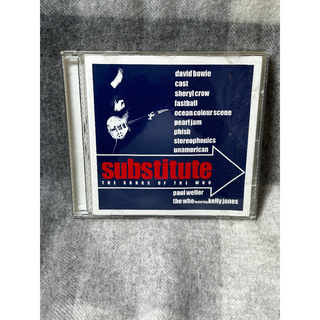 david bowie
cast
sheryl crow
fastball
ocean colour scene
pearl jam
phish
stereophonics
unamerican
substitute
THE SONGS OF THE WHO
paul weller
the who featuring kelly jones